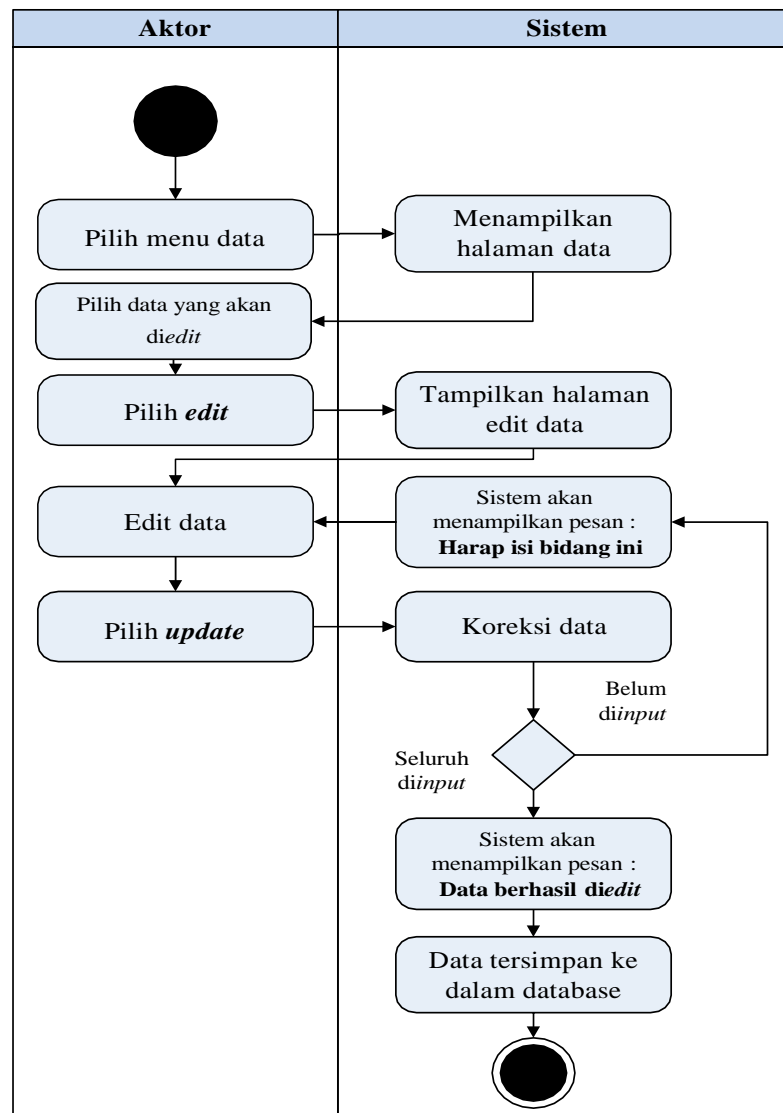 Aktor
Sistem
Pilih menu data
Menampilkan
halaman data
Pilih data yang akan
diedit
Pilih edit
Tampilkan halaman
edit data
Edit data
Sistem akan
menampilkan pesan :
Harap isi bidang ini
Pilih update
Koreksi data
Belum
diinput
Seluruh
diinput
Sistem akan
menampilkan pesan :
Data berhasil diedit
Data tersimpan ke
dalam database